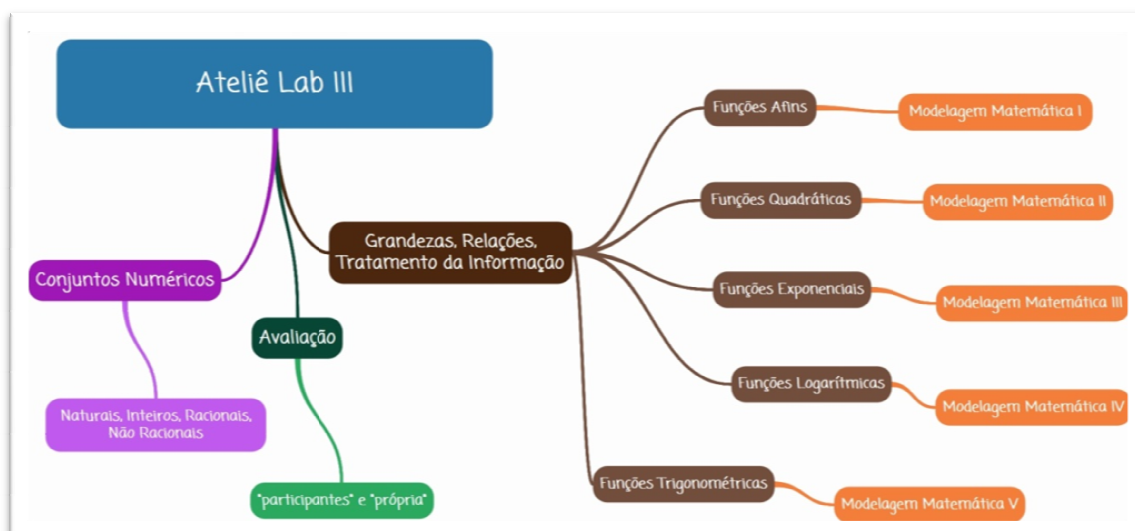 Ateliê Lab III
Conjuntos Numéricos
Naturais, Inteiros, Racionais,
Não Racionais
Avaliação
"participantes" e "própria"
Grandezas, Relações,
Tratamento da Informação
Funções Afins
Modelagem Matemática I
Funções Quadráticas
Modelagem Matemática II
Funções Exponenciais
Modelagem Matemática III
Funções Logarítmicas
Modelagem Matemática IV
Funções Trigonométricas
Modelagem Matemática V